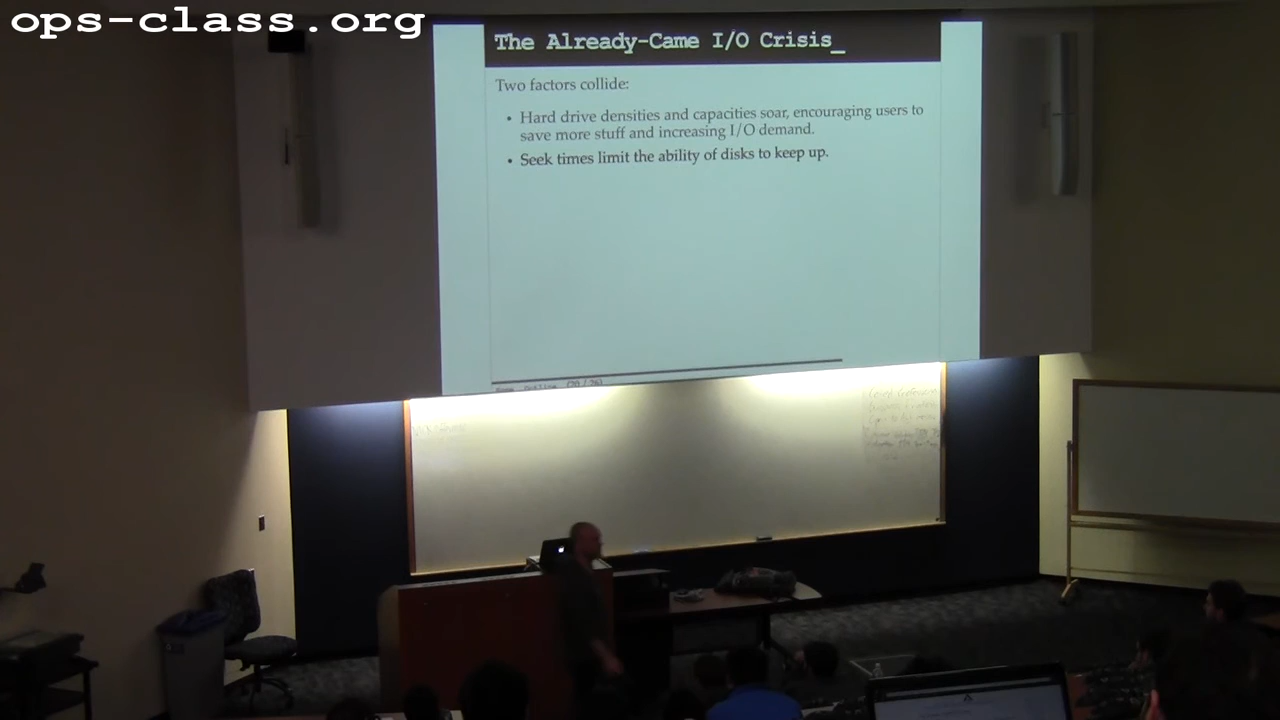 ops-class.org
The Already-Came I/O Crisis_
Two factors collide:
• Hard drive densities and capacities soar, encouraging users to
save more stuff and increasing I/O demand.
• Seek times limit the ability of disks to keep up.